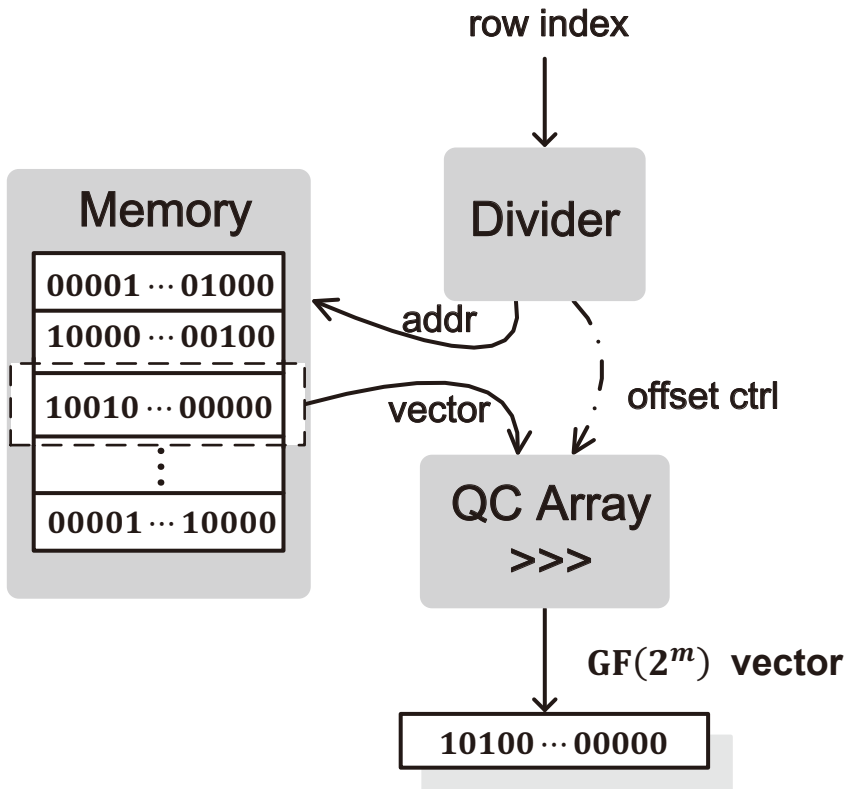 row index
Divider
Memory
00001 ⋯ 01000
10000 ⋯ 00100
10010 ⋯ 00000
⋮
00001 ⋯ 10000
addr
vector
offset ctrl
QC Array
>>>
GF(2^m) vector
10100 ⋯ 00000